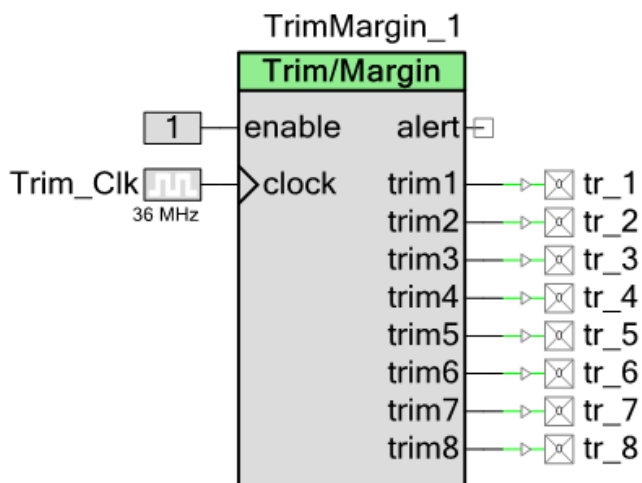 TrimMargin_1
Trim/Margin
1 enable alert
Trim_Clk clock trim1 tr_1
36 MHz
trim2 tr_2
trim3 tr_3
trim4 tr_4
trim5 tr_5
trim6 tr_6
trim7 tr_7
trim8 tr_8